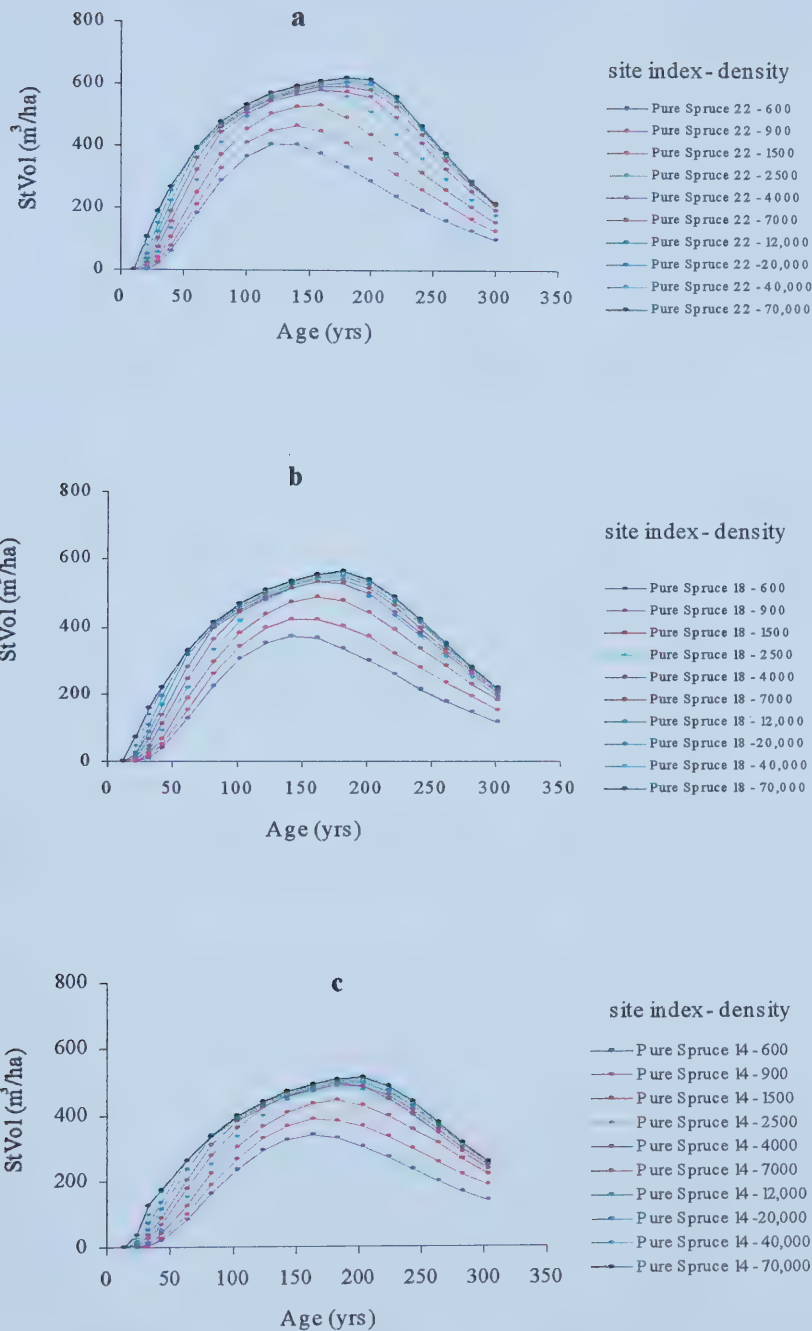 a
800
600
400
200
0
StVol (m³/ha)
0 50 100 150 200 250 300 350
Age (yrs)
site index - density
Pure Spruce 22 - 600
Pure Spruce 22 - 900
Pure Spruce 22 - 1500
Pure Spruce 22 - 2500
Pure Spruce 22 - 4000
Pure Spruce 22 - 7000
Pure Spruce 22 - 12,000
Pure Spruce 22 - 20,000
Pure Spruce 22 - 40,000
Pure Spruce 22 - 70,000
b
800
600
400
200
0
StVol (m³/ha)
0 50 100 150 200 250 300 350
Age (yrs)
site index - density
Pure Spruce 18 - 600
Pure Spruce 18 - 900
Pure Spruce 18 - 1500
Pure Spruce 18 - 2500
Pure Spruce 18 - 4000
Pure Spruce 18 - 7000
Pure Spruce 18 - 12,000
Pure Spruce 18 -20,000
Pure Spruce 18 - 40,000
Pure Spruce 18 - 70,000
c
800
600
400
200
0
StVol (m³/ha)
0 50 100 150 200 250 300 350
Age (yrs)
site index - density
Pure Spruce 14 - 600
Pure Spruce 14 - 900
Pure Spruce 14 - 1500
Pure Spruce 14 - 2500
Pure Spruce 14 - 4000
Pure Spruce 14 - 7000
Pure Spruce 14 - 12,000
Pure Spruce 14 -20,000
Pure Spruce 14 - 40,000
Pure Spruce 14 - 70,000